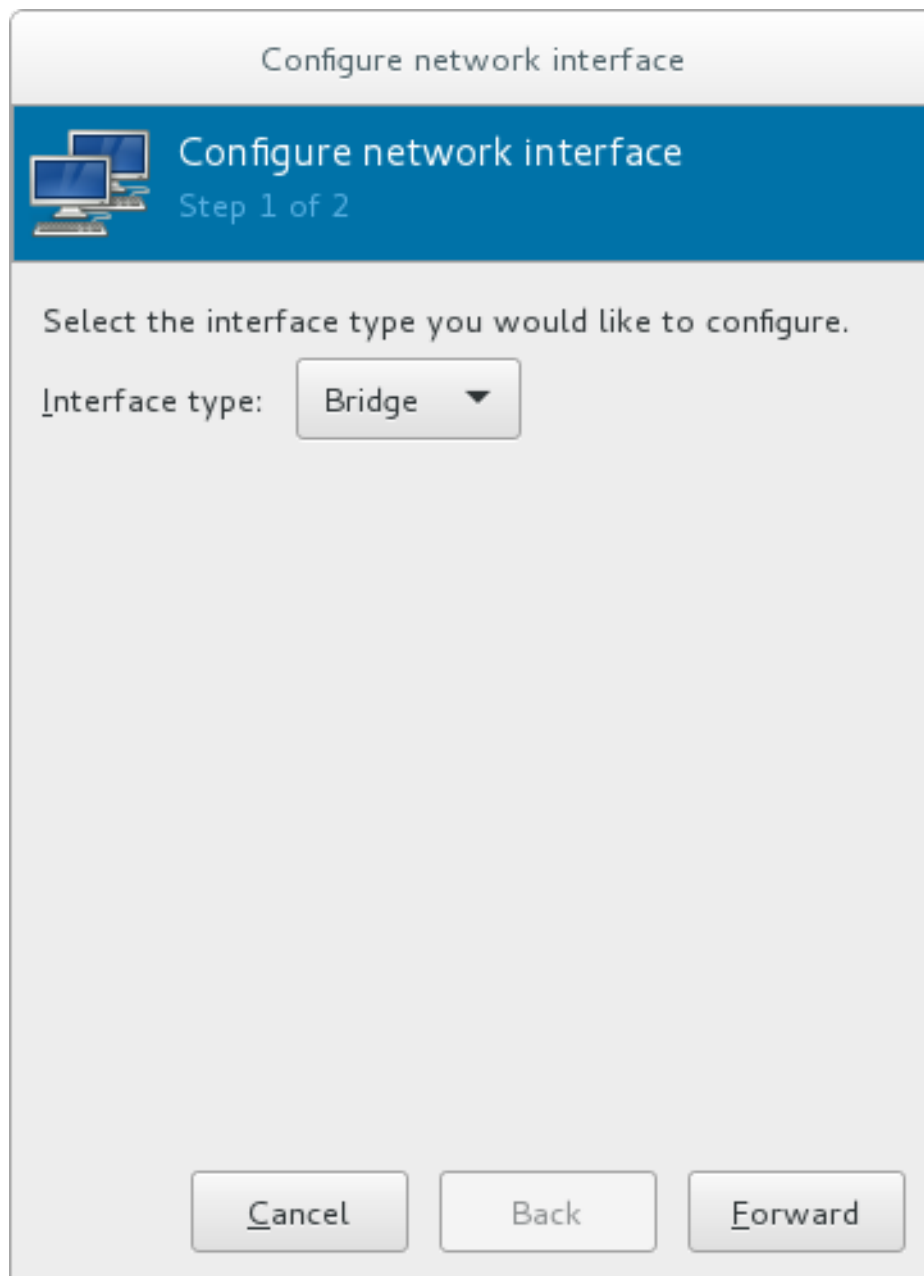 Configure network interface
Configure network interface
Step 1 of 2
Select the interface type you would like to configure.
Interface type: Bridge
Cancel Back Forward